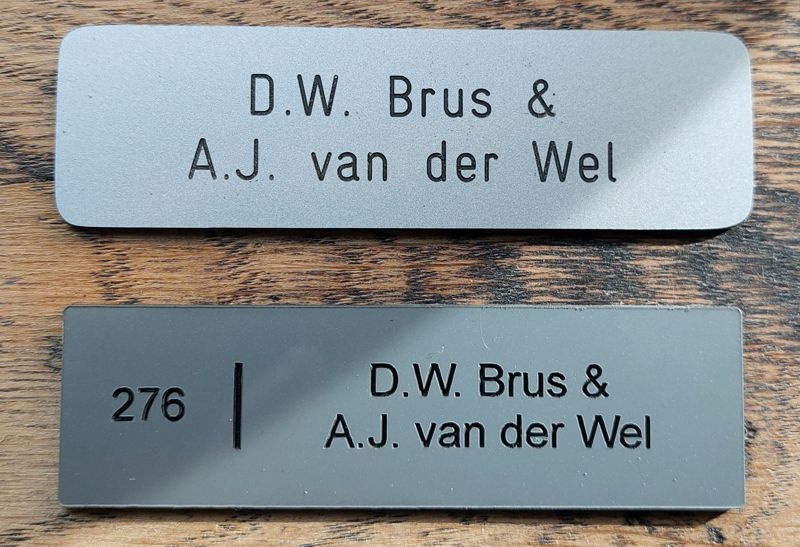 D.W. Brus &
A.J. van der Wel
276
D.W. Brus &
A.J. van der Wel